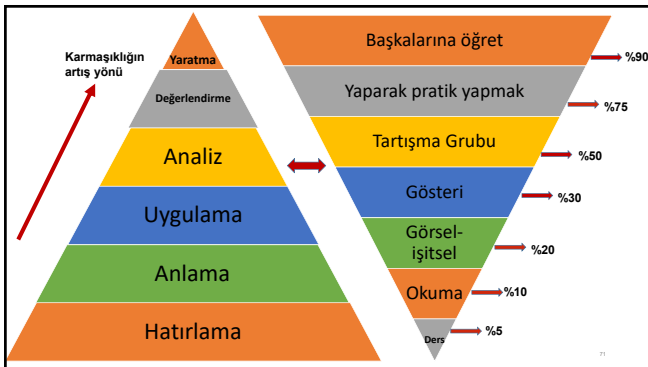 Karmaşıklığın
artış yönü
Yaratma
Değerlendirme
Analiz
Uygulama
Anlama
Hatırlama
Başkalarına öğret
%90
Yaparak pratik yapmak
%75
Tartışma Grubu
%50
Gösteri
%30
Görsel-
işitsel
%20
Okuma
%10
Ders
%5